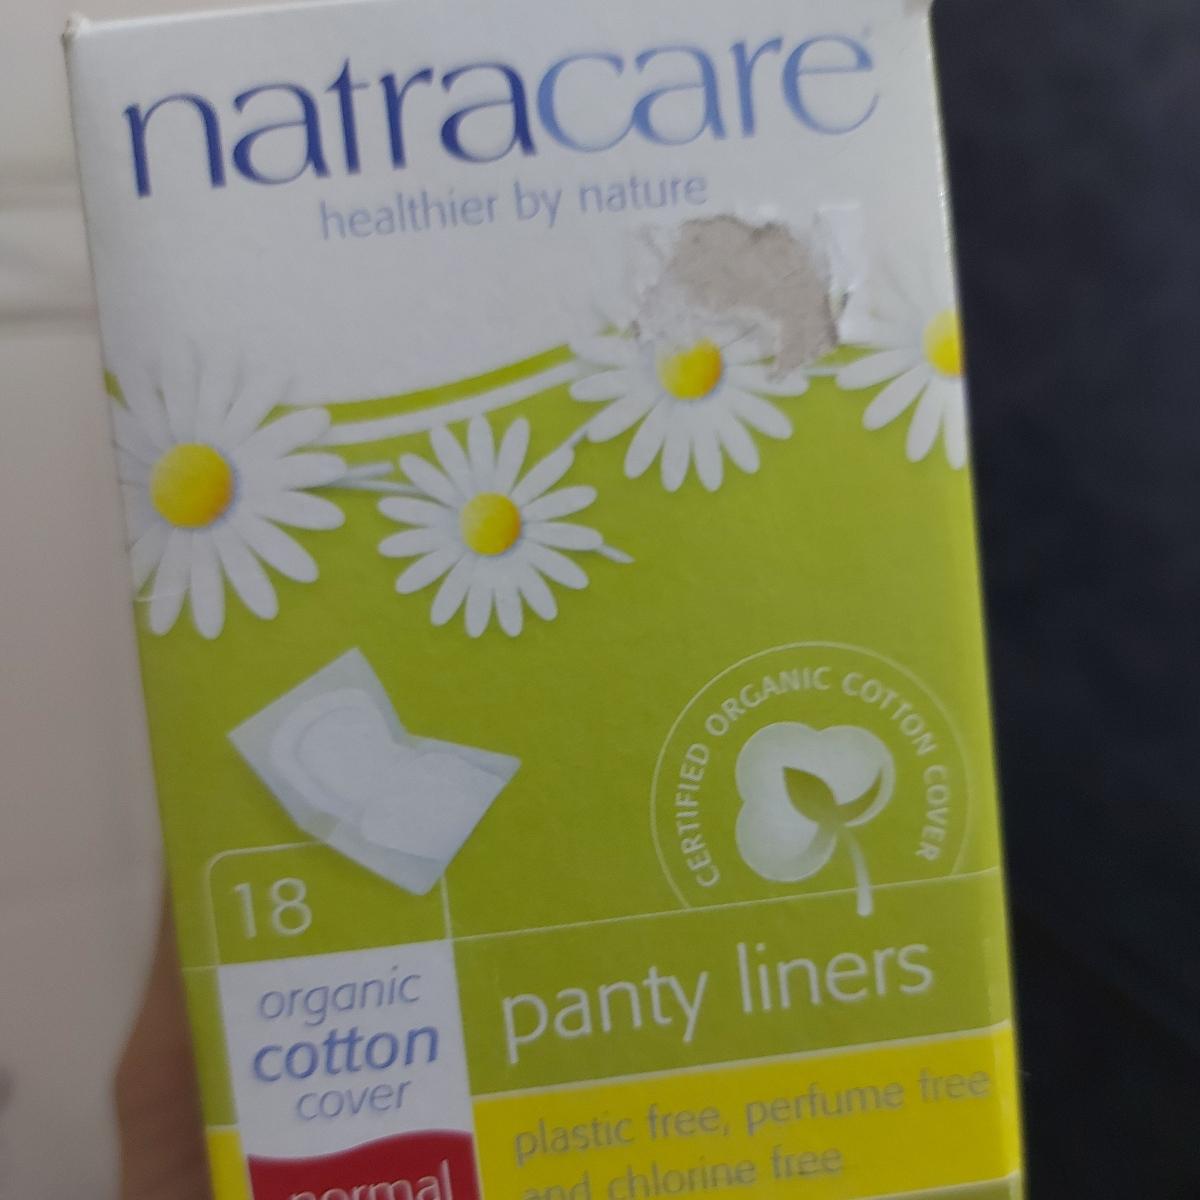 natracare
healthier by nature
CERTIFIED ORGANIC COTTON COVER
18
organic
cotton
cover
normal
panty liners
plastic free, perfume free
and chlorine free